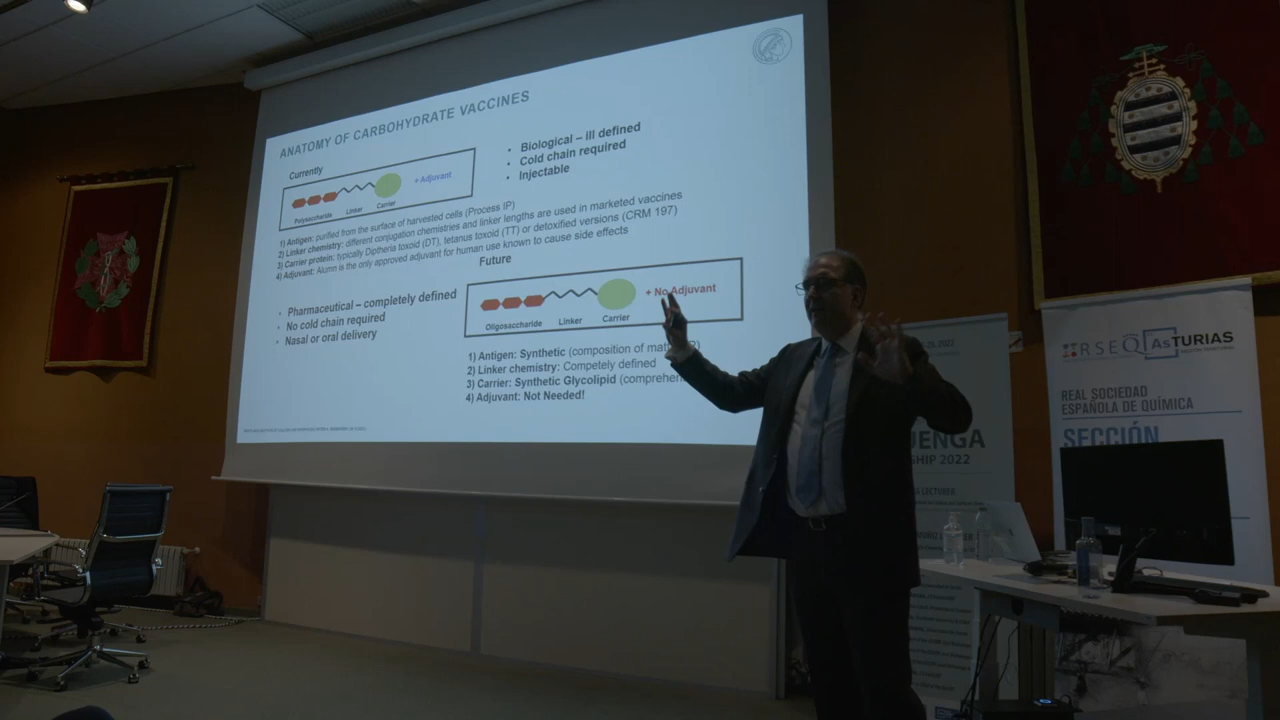 ANATOMY OF CARBOHYDRATE VACCINES
Currently
+ Adjuvant
Polysaccharide
Linker
Carrier
• Biological – ill defined
• Cold chain required
• Injectable
1) Antigen: purified from the surface of harvested cells (Process IP)
2) Linker chemistry: different conjugation chemistries and linker lengths are used in marketed vaccines
3) Carrier protein: typically Diptheria toxoid (DT), tetanus toxoid (TT) or detoxified versions (CRM 197)
4) Adjuvant: Alumn is the only approved adjuvant for human use known to cause side effects
Future
+ No Adjuvant
Oligosaccharide
Linker
Carrier
• Pharmaceutical – completely defined
• No cold chain required
• Nasal or oral delivery
1) Antigen: Synthetic (composition of
2) Linker chemistry: Competely defined
3) Carrier: Synthetic Glycolipid
4) Adjuvant: Not Needed!
RSEQ ASTURIAS
REAL SOCIEDAD
ESPAÑOLA DE QUÍMICA
SECCIÓN
2022
LECTURER